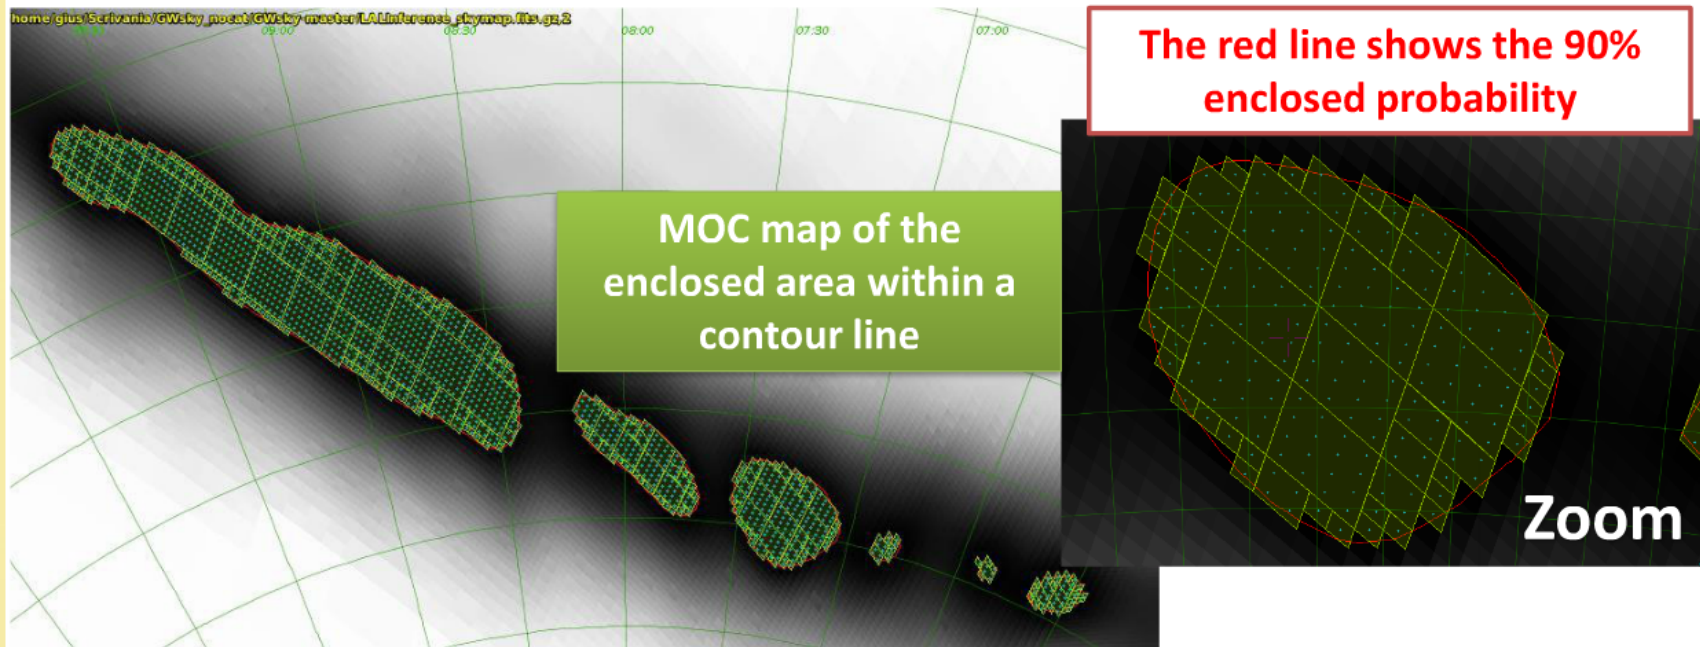 home/gius/Scrivania/GWsky_nocat/GWsky-master/LALInference_skymap.fits.gz,2
09:00
08:30
08:00
07:30
07:00
The red line shows the 90%
enclosed probability
MOC map of the
enclosed area within a
contour line
Zoom